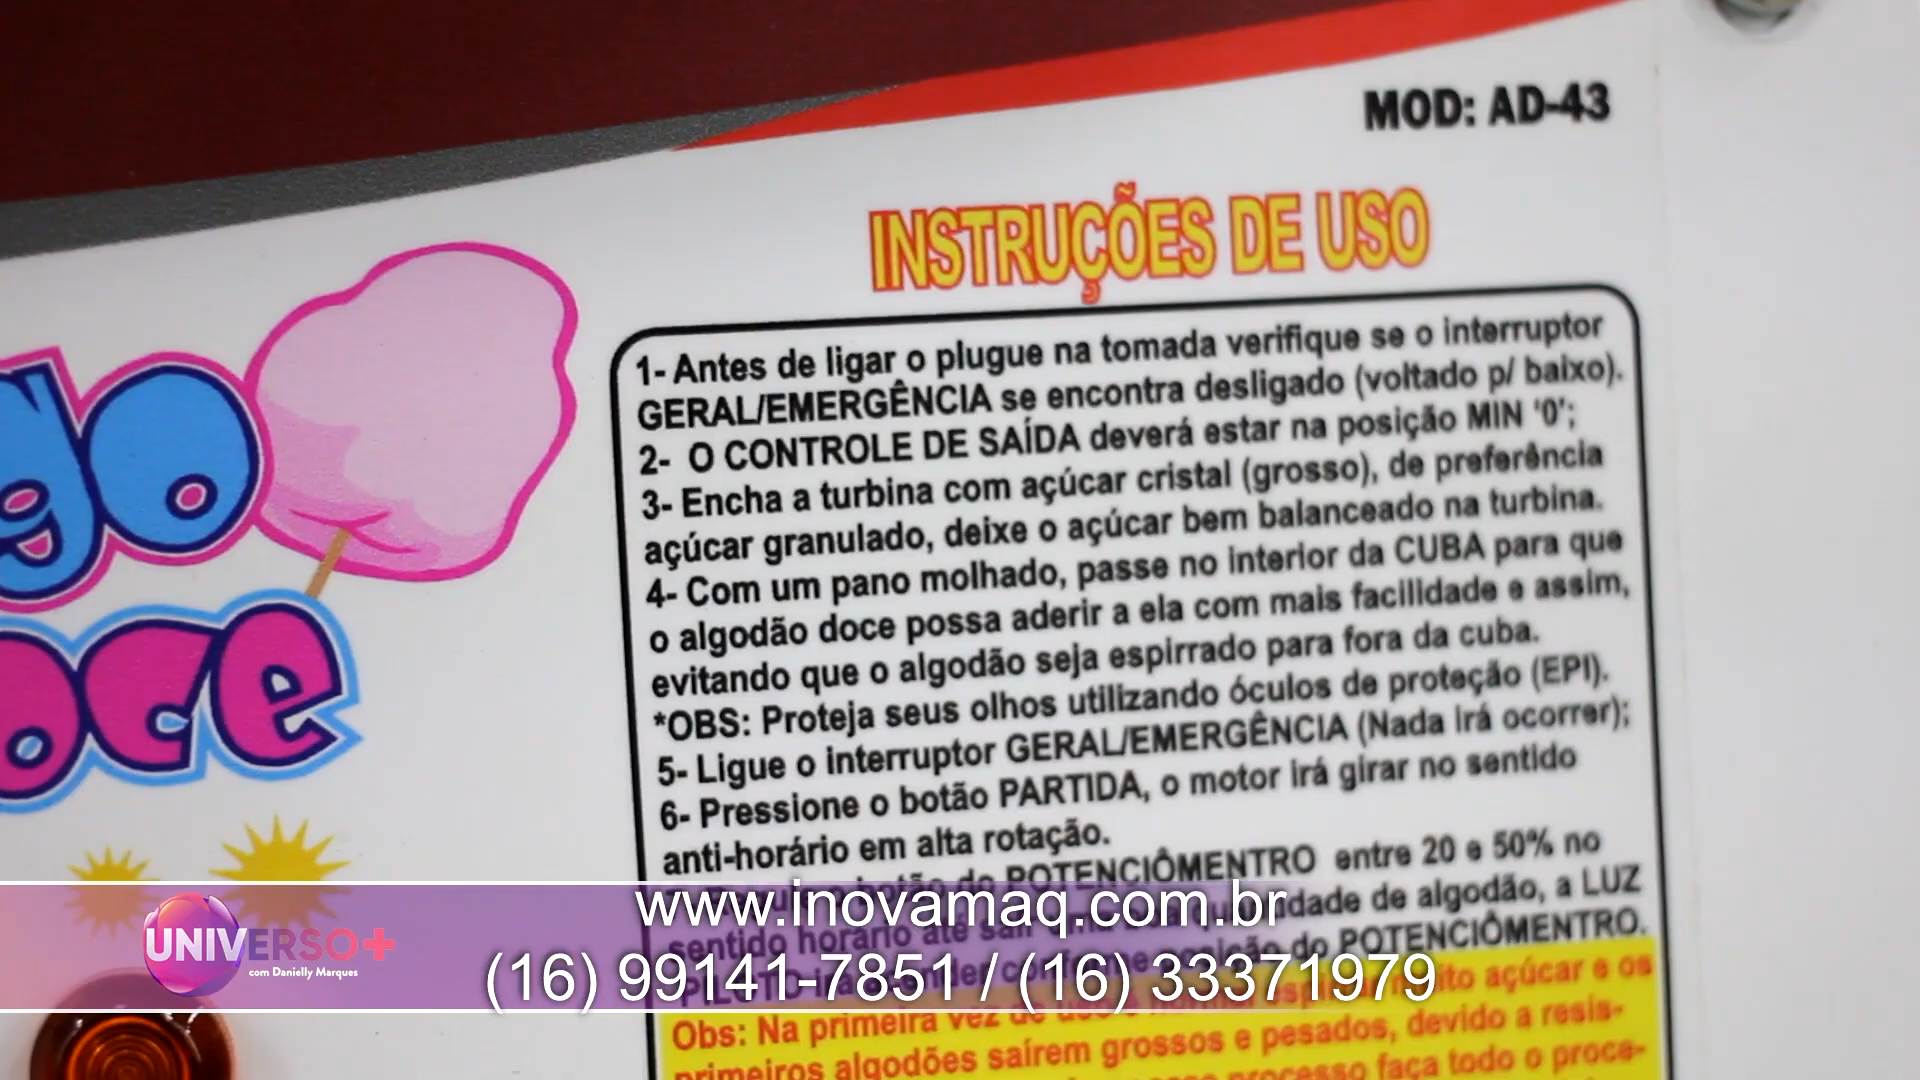 MOD: AD-43
INSTRUÇÕES DE USO
go
oce
1- Antes de ligar o plugue na tomada verifique se o interruptor
GERAL/EMERGÊNCIA se encontra desligado (voltado p/ baixo).
2- O CONTROLE DE SAÍDA deverá estar na posição MIN '0';
3- Encha a turbina com açúcar cristal (grosso), de preferência
açúcar granulado, deixe o açúcar bem balanceado na turbina.
4- Com um pano molhado, passe no interior da CUBA para que
o algodão doce possa aderir a ela com mais facilidade e assim,
evitando que o algodão seja espirrado para fora da cuba.
*OBS: Proteja seus olhos utilizando óculos de proteção (EPI).
5- Ligue o interruptor GERAL/EMERGÊNCIA (Nada irá ocorrer);
6- Pressione o botão PARTIDA, o motor irá girar no sentido
anti-horário em alta rotação.
POTENCIÔMENTRO entre 20 e 50% no
sentido horário até de algodão, a LUZ
posição do POTENCIÔMENTRO.
açúcar e os
Obs: Na primeira vez de
primeiros algodões saírem grossos e pesados, devido a resis-
processo faça todo o proce-
www.inovamaq.com.br
(16) 99141-7851 / (16) 33371979
UNIVERSO+
com Danielly Marques